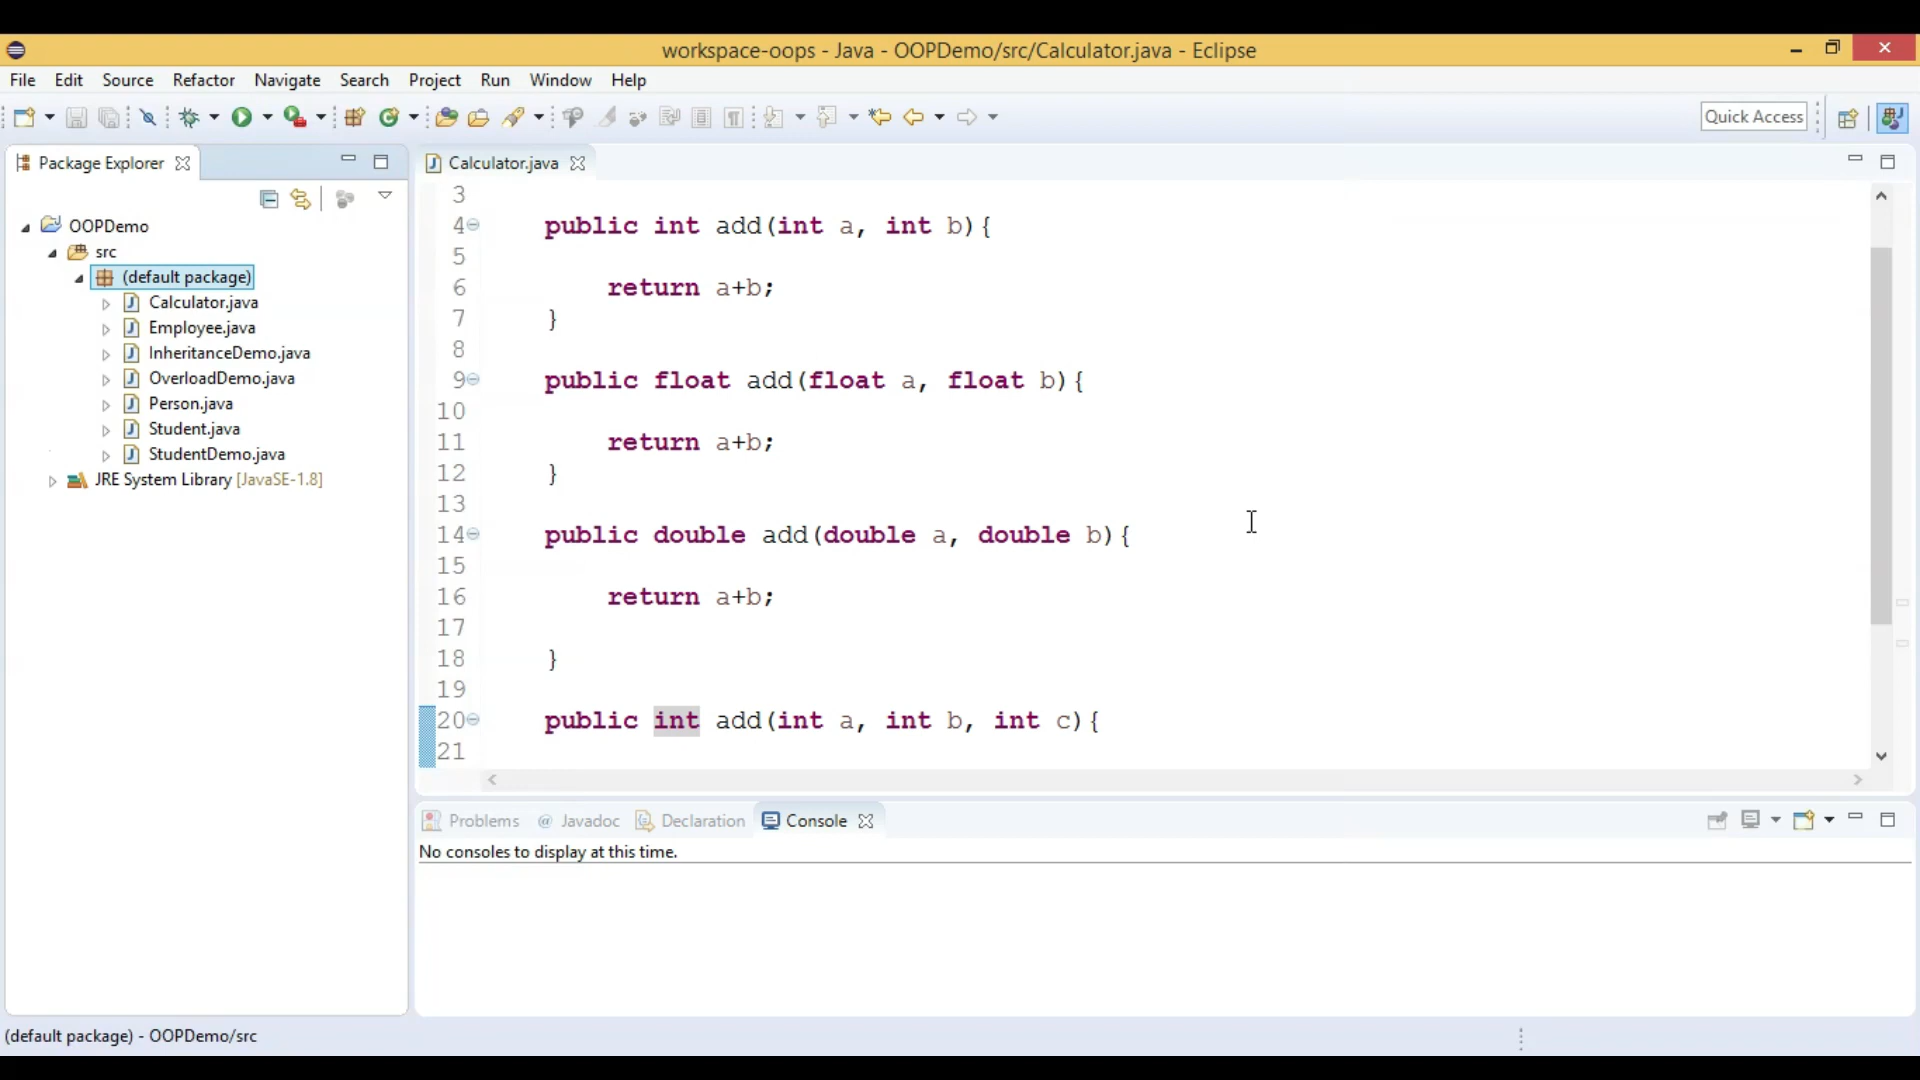 workspace-oops - Java - OOPDemo/src/Calculator.java - Eclipse
File Edit Source Refactor Navigate Search Project Run Window Help
Quick Access
Package Explorer
OOPDemo
src
(default package)
Calculator.java
Employee.java
InheritanceDemo.java
OverloadDemo.java
Person.java
Student.java
StudentDemo.java
JRE System Library [JavaSE-1.8]
Calculator.java
3
4 public int add(int a, int b){
5
6 return a+b;
7 }
8
9 public float add(float a, float b){
10
11 return a+b;
12 }
13
14 public double add(double a, double b){
15
16 return a+b;
17
18 }
19
20 public int add(int a, int b, int c){
21
Problems @ Javadoc Declaration Console
No consoles to display at this time.
(default package) - OOPDemo/src